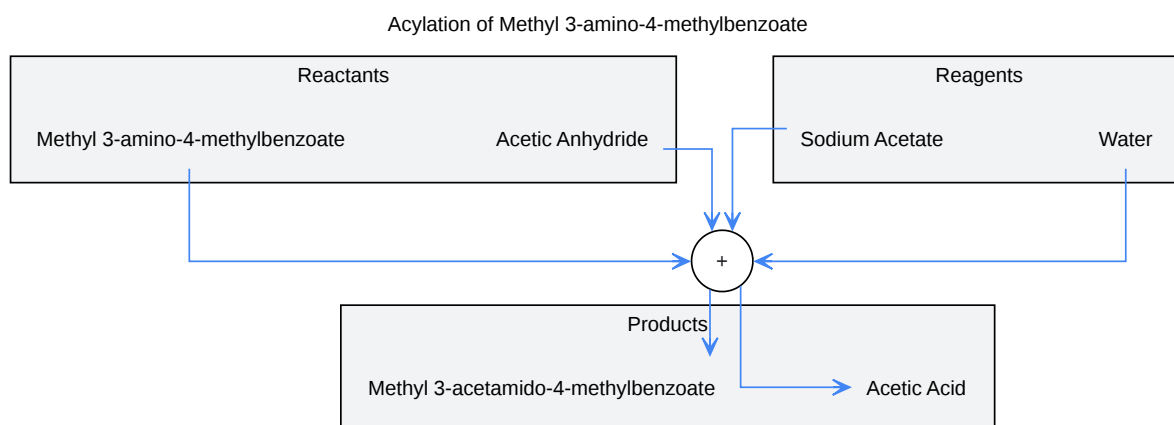 Acylation of Methyl 3-amino-4-methylbenzoate
Reactants
Reagents
Methyl 3-amino-4-methylbenzoate
Acetic Anhydride
Sodium Acetate
Water
+
Products
Methyl 3-acetamido-4-methylbenzoate
Acetic Acid